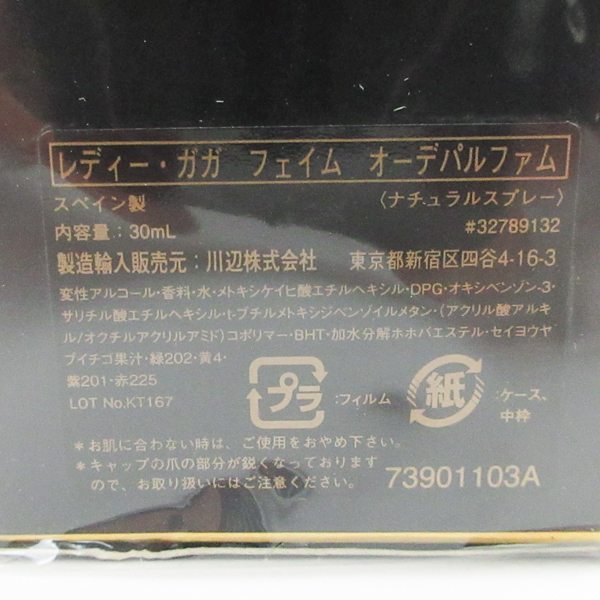 レディー・ガガ フェイム オーデパルファム
スペイン製 〈ナチュラルスプレー〉
内容量：30mL #32789132
製造輸入販売元：川辺株式会社 東京都新宿区四谷4-16-3
変性アルコール・香料・水・メトキシケイヒ酸エチルヘキシル・DPG・オキシベンゾン-3・
サリチル酸エチルヘキシル・t-ブチルメトキシジベンゾイルメタン・(アクリル酸アルキ
ル/オクチルアクリルアミド)コポリマー・BHT・加水分解ホホバエステル・セイヨウヤ
ブイチゴ果汁・緑202・黄4・
紫201・赤225
LOT No.KT167
プラ :フィルム 紙 :ケース、
中枠
＊お肌に合わない時は、ご使用をおやめ下さい。
＊キャップの爪の部分が鋭くなっております
ので、お取り扱いにはご注意ください。
73901103A